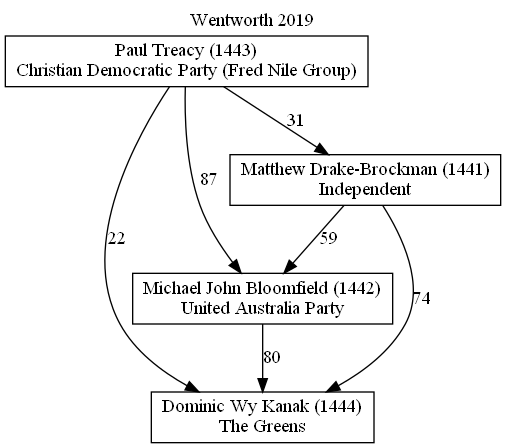 Wentworth 2019
Paul Treacy (1443)
Christian Democratic Party (Fred Nile Group)
31
Matthew Drake-Brockman (1441)
Independent
87
22
59
74
Michael John Bloomfield (1442)
United Australia Party
80
Dominic Wy Kanak (1444)
The Greens